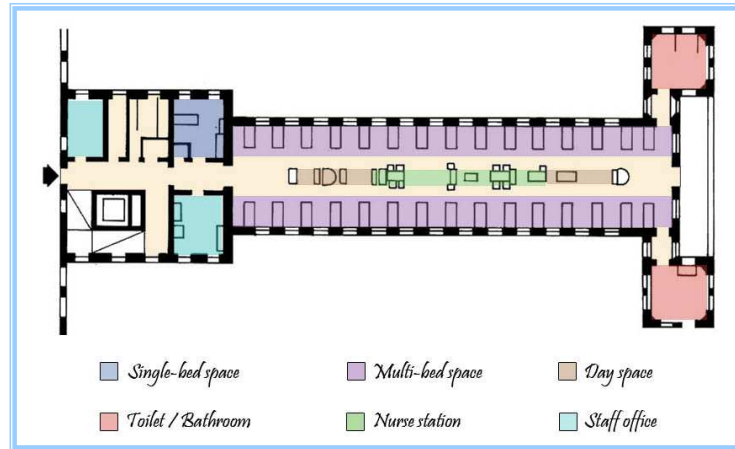 Single-bed space
Multi-bed space
Day space
Toilet / Bathroom
Nurse station
Staff office